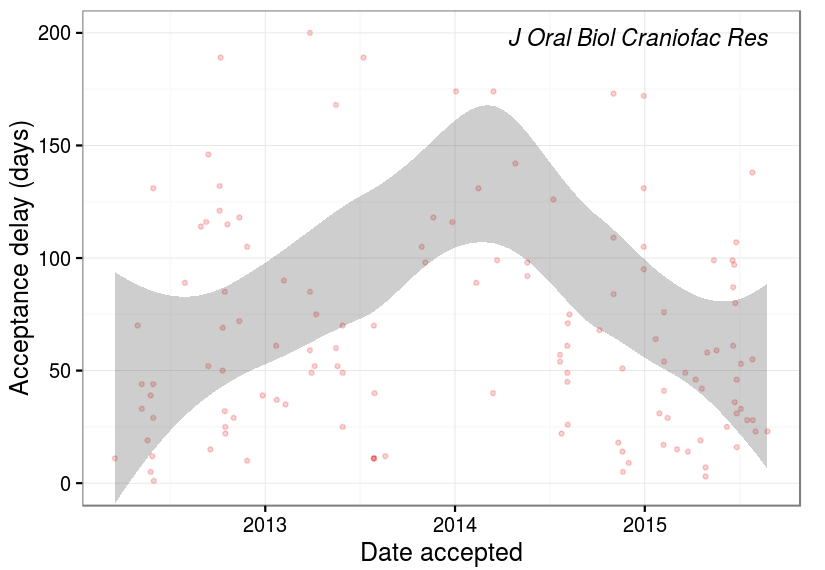 J Oral Biol Craniofac Res
Acceptance delay (days)
200
150
100
50
0
2013 2014 2015
Date accepted